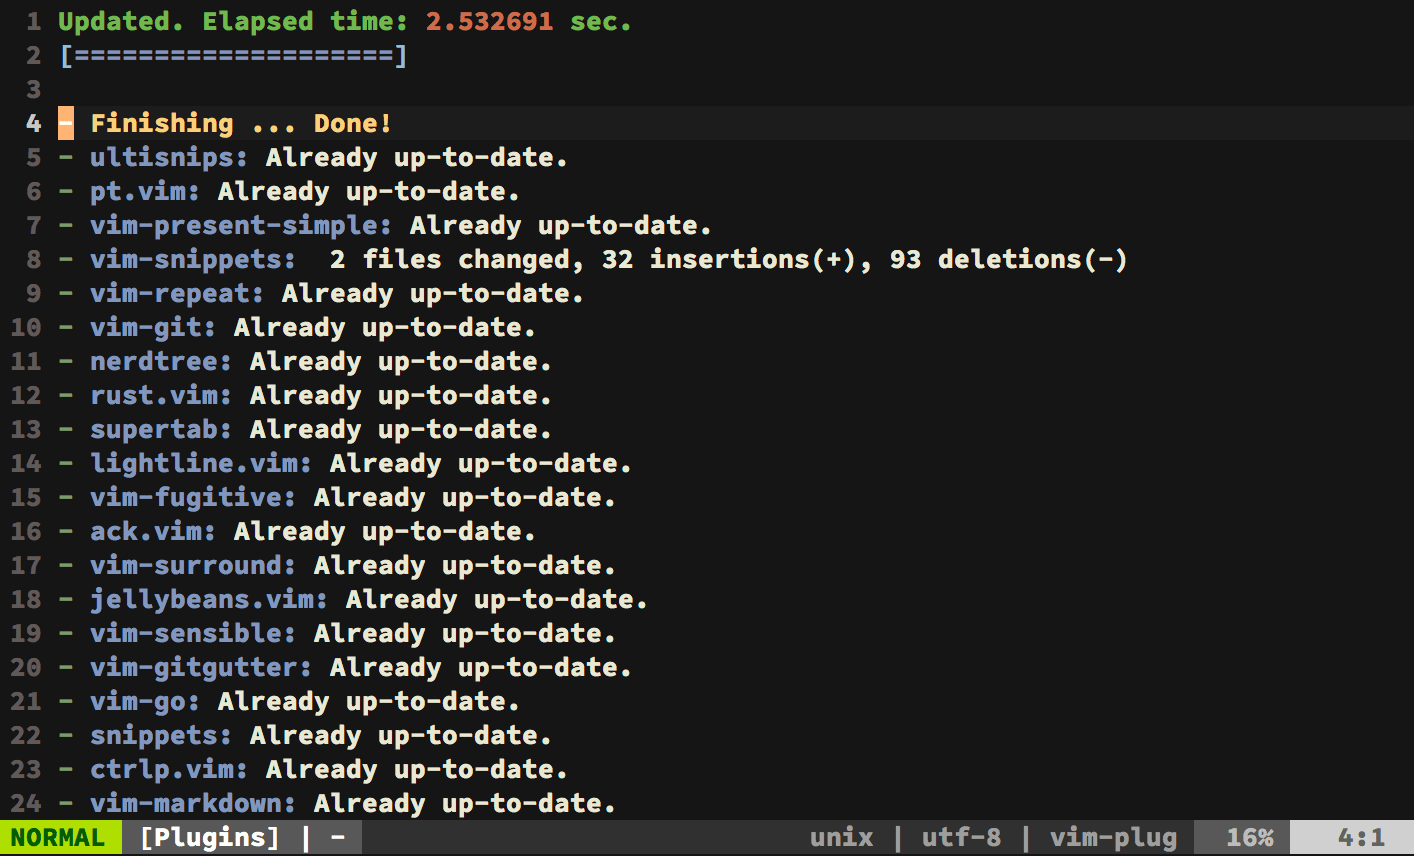 1 Updated. Elapsed time: 2.532691 sec.
2 [====================]
3
4 - Finishing ... Done!
5 - ultisnips: Already up-to-date.
6 - pt.vim: Already up-to-date.
7 - vim-present-simple: Already up-to-date.
8 - vim-snippets:  2 files changed, 32 insertions(+), 93 deletions(-)
9 - vim-repeat: Already up-to-date.
10 - vim-git: Already up-to-date.
11 - nerdtree: Already up-to-date.
12 - rust.vim: Already up-to-date.
13 - supertab: Already up-to-date.
14 - lightline.vim: Already up-to-date.
15 - vim-fugitive: Already up-to-date.
16 - ack.vim: Already up-to-date.
17 - vim-surround: Already up-to-date.
18 - jellybeans.vim: Already up-to-date.
19 - vim-sensible: Already up-to-date.
20 - vim-gitgutter: Already up-to-date.
21 - vim-go: Already up-to-date.
22 - snippets: Already up-to-date.
23 - ctrlp.vim: Already up-to-date.
24 - vim-markdown: Already up-to-date.
NORMAL [Plugins] | - unix | utf-8 | vim-plug 16% 4:1